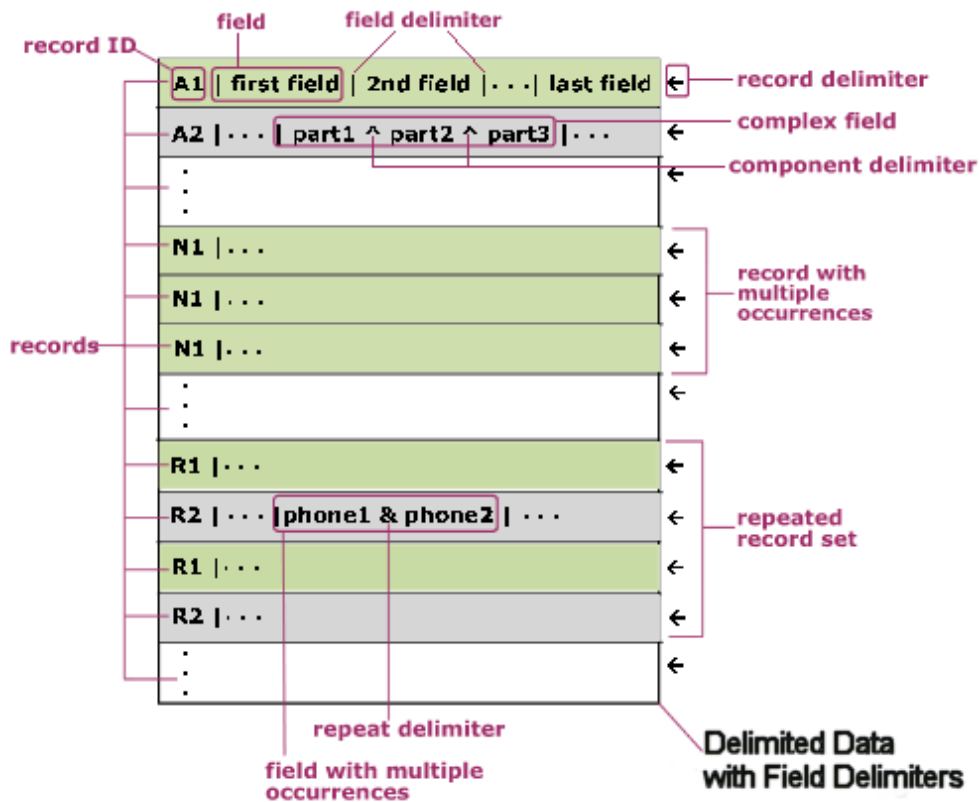 field
field delimiter
record ID
A1 | first field | 2nd field |...| last field ←
record delimiter
A2 |... | part1 ^ part2 ^ part3 |... ←
complex field
component delimiter
. ←
.
.
N1 |... ←
record with
multiple
occurrences
N1 |... ←
records
N1 |... ←
. ←
.
.
R1 |... ←
R2 |... |phone1 & phone2 | ... ←
repeated
record set
R1 |... ←
R2 |... ←
. ←
.
.
repeat delimiter
field with multiple
occurrences
Delimited Data
with Field Delimiters